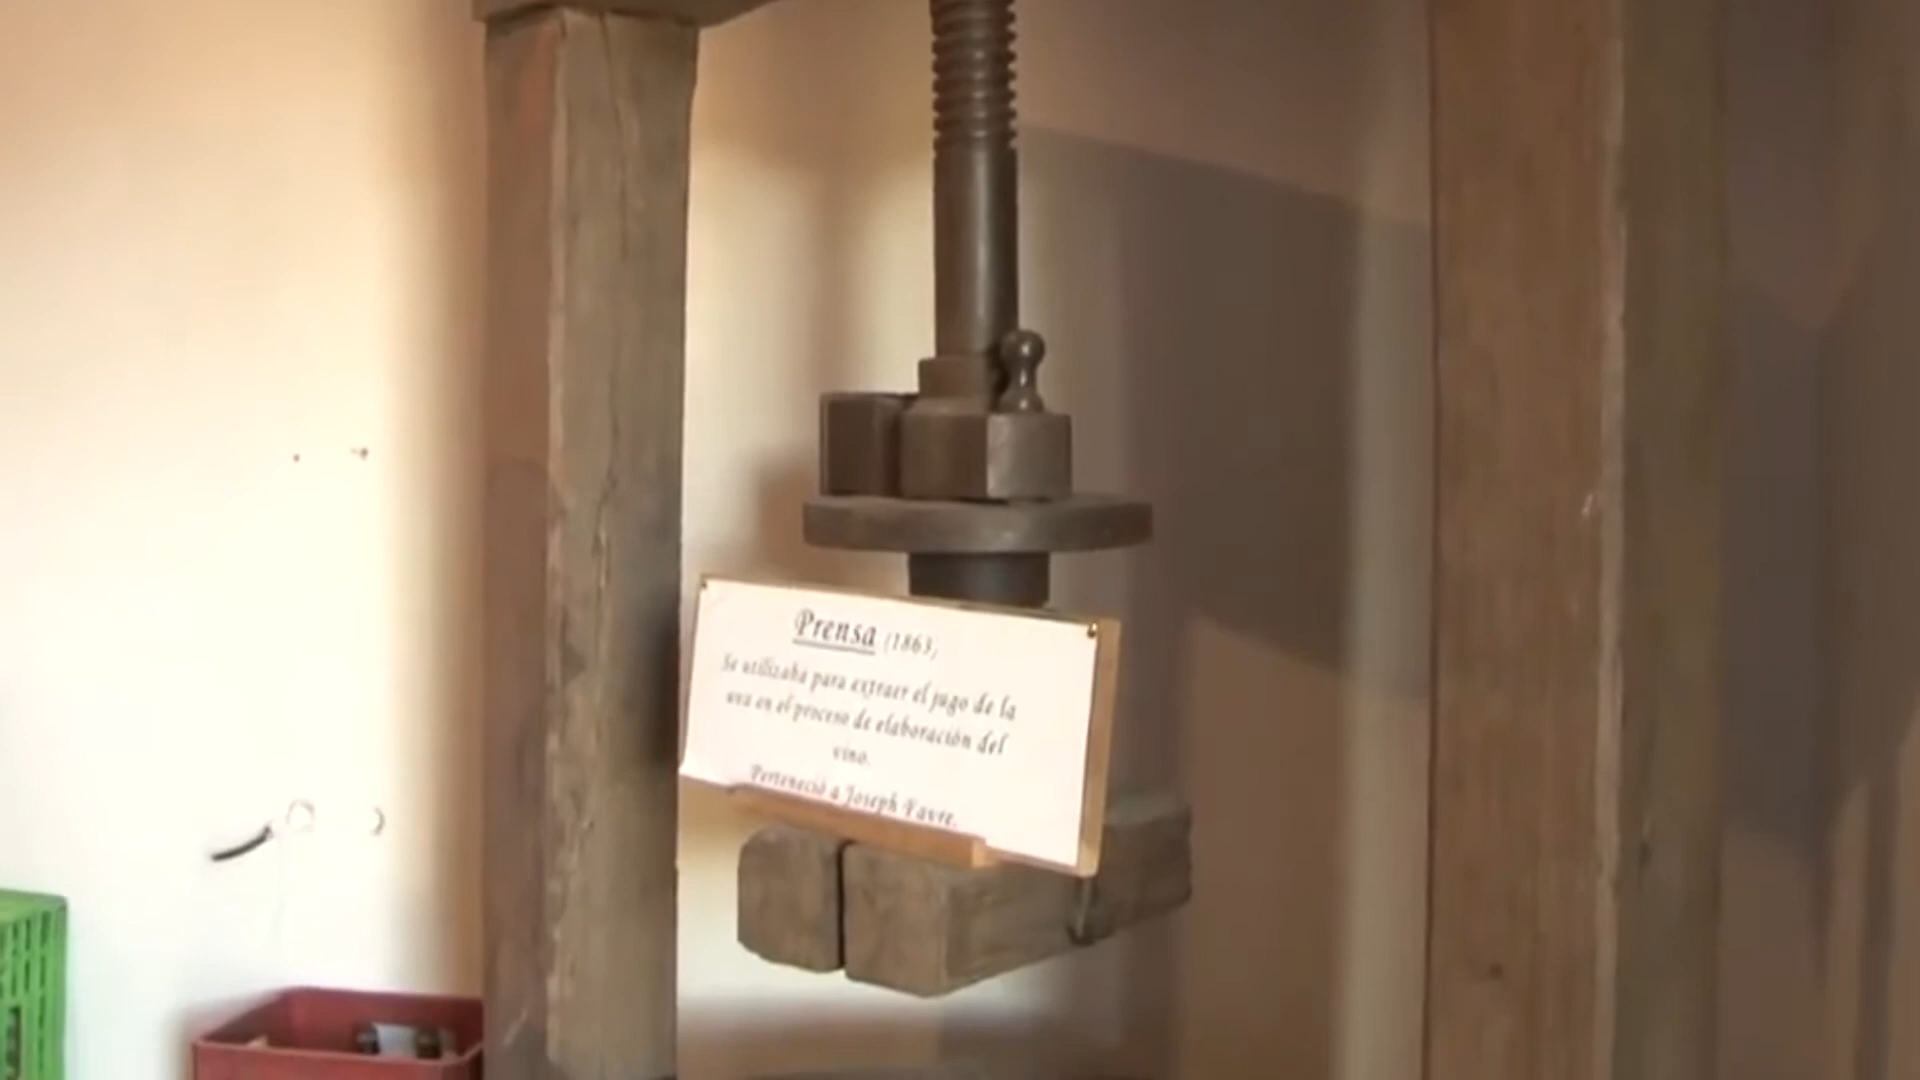 Prensa (1863)
Se utilizaba para extraer el jugo de la
uva en el proceso de elaboración del
vino.
Perteneció a Joseph Favre.